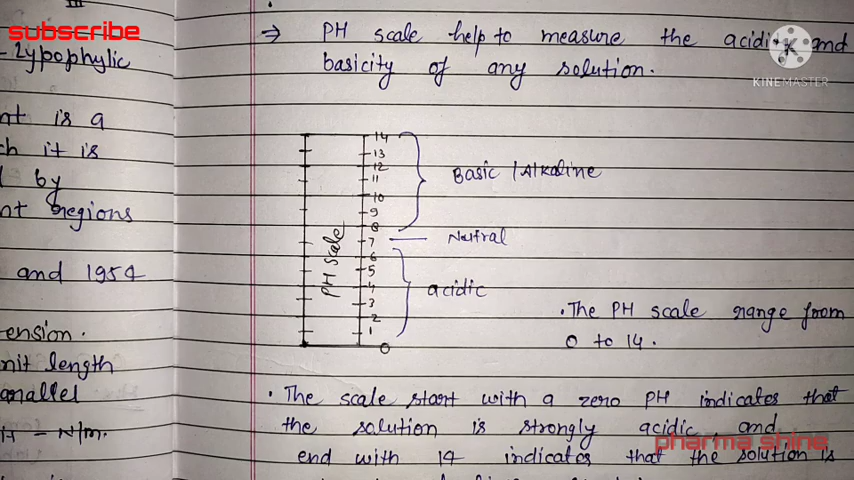 subscribe
- Lypophylic
nt is a
ch it is
by
nt regions
and 1954
ension.
nit length
anallel
H - N/m.
⇒ PH scale help to measure the acidity and
basicity of any solution.
KINEMASTER
14
13
12
11
10
9
8
7
6
5
4
3
2
1
0
PH Scale
Basic / Alkaline
Nutral
acidic
• The PH scale range from
0 to 14.
• The scale start with a zero PH indicates that
the solution is strongly acidic and
pharma shine
end with 14 indicates that the solution is